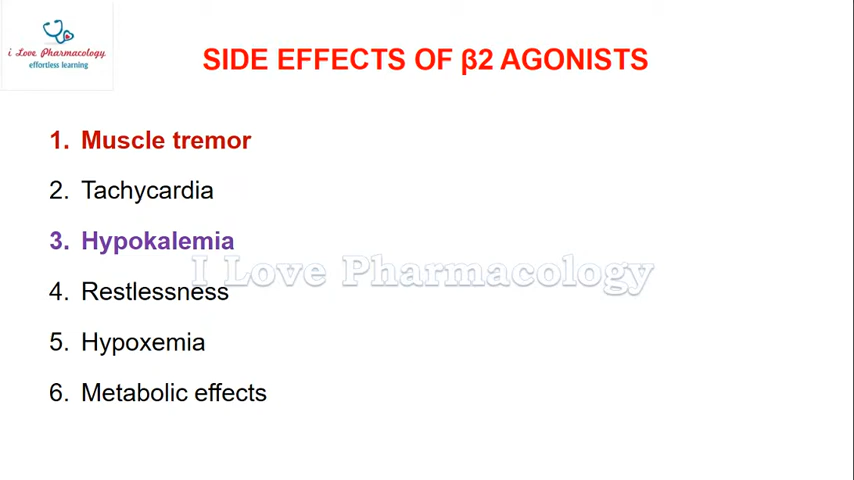 i Love Pharmacology
effortless learning
SIDE EFFECTS OF β2 AGONISTS
1. Muscle tremor
2. Tachycardia
3. Hypokalemia
I Love Pharmacology
4. Restlessness
5. Hypoxemia
6. Metabolic effects